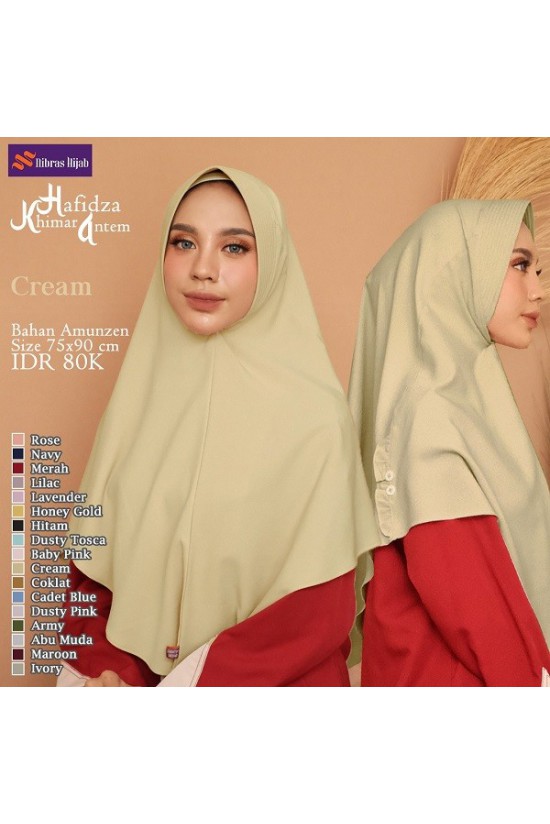 Nibras Hijab
Hafidza
Khimar Antem
Cream
Bahan Amunzen
Size 75x90 cm
IDR 80K
Rose
Navy
Merah
Lilac
Lavender
Honey Gold
Hitam
Dusty Tosca
Baby Pink
Cream
Coklat
Cadet Blue
Dusty Pink
Army
Abu Muda
Maroon
Ivory